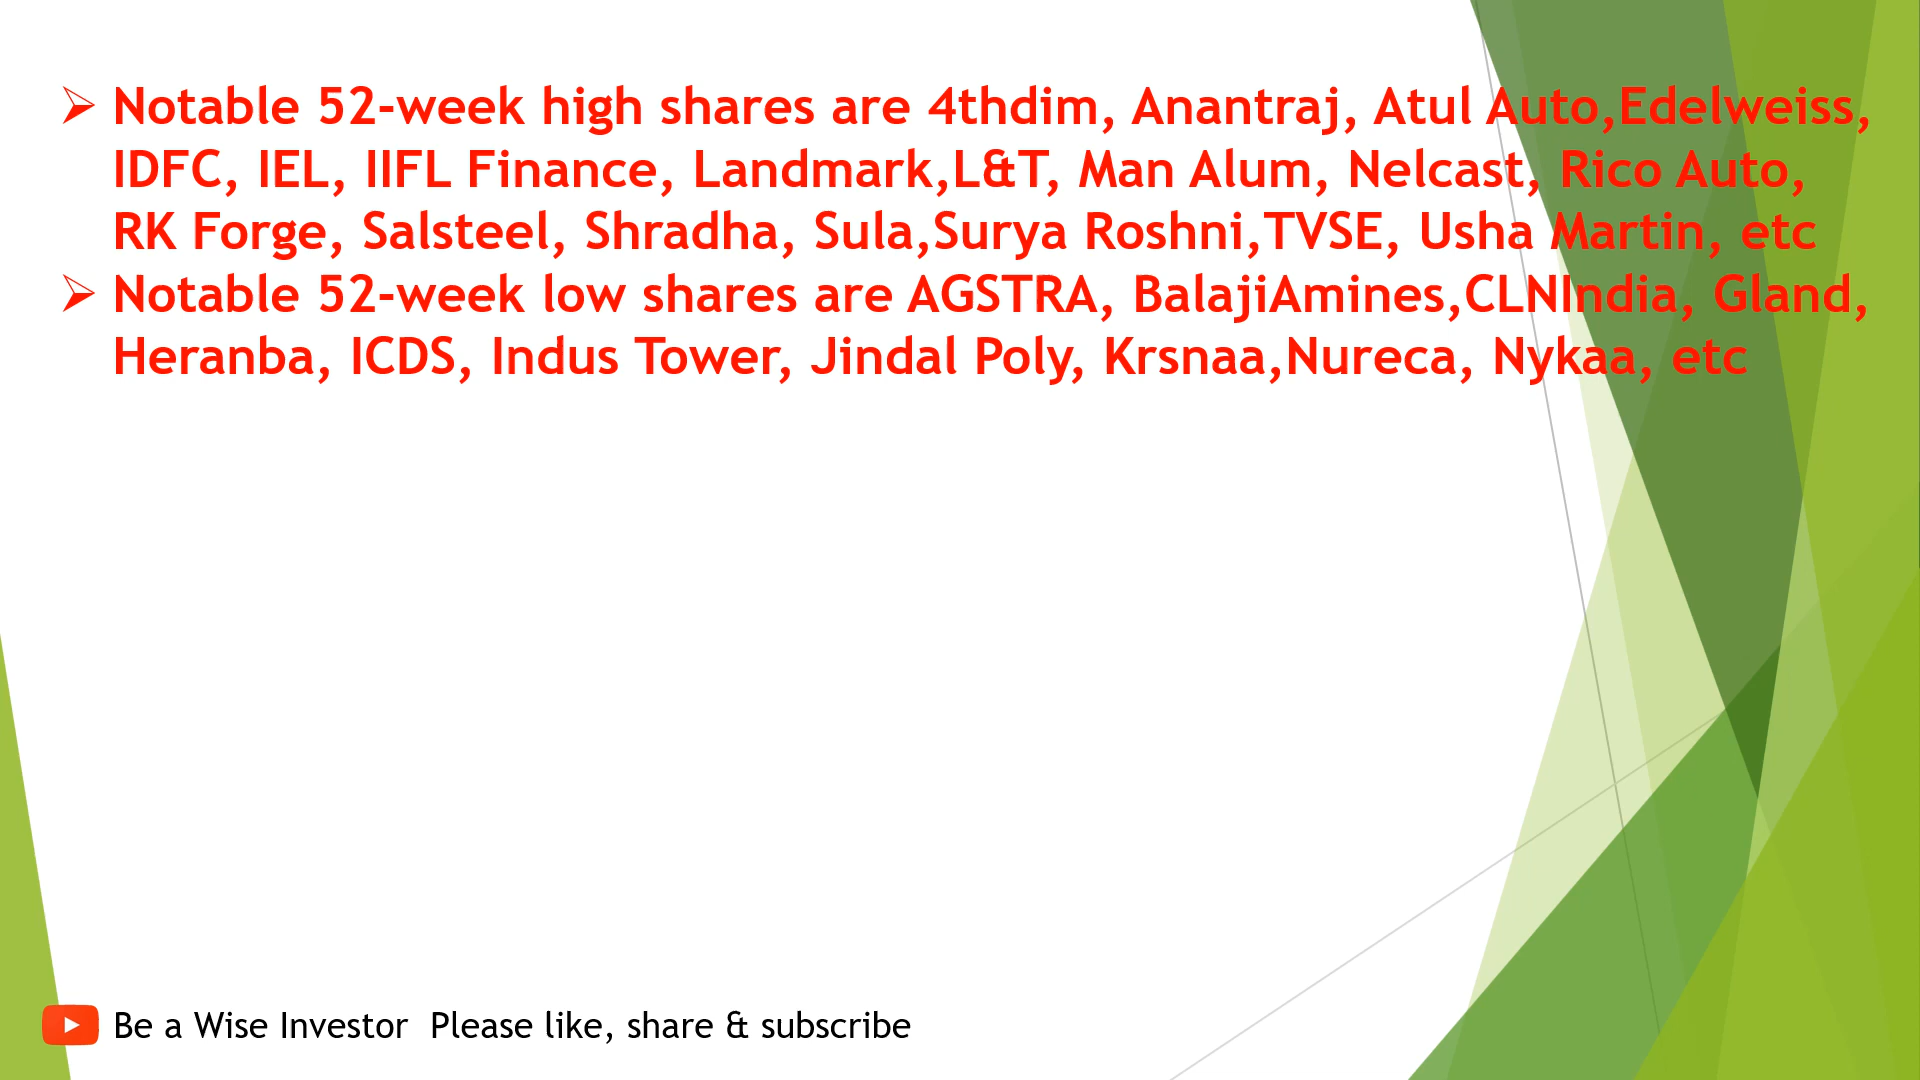 ➢ Notable 52-week high shares are 4thdim, Anantraj, Atul Auto,Edelweiss,
IDFC, IEL, IIFL Finance, Landmark,L&T, Man Alum, Nelcast, Rico Auto,
RK Forge, Salsteel, Shradha, Sula,Surya Roshni,TVSE, Usha Martin, etc
➢ Notable 52-week low shares are AGSTRA, BalajiAmines,CLNIndia, Gland,
Heranba, ICDS, Indus Tower, Jindal Poly, Krsnaa,Nureca, Nykaa, etc
Be a Wise Investor  Please like, share & subscribe